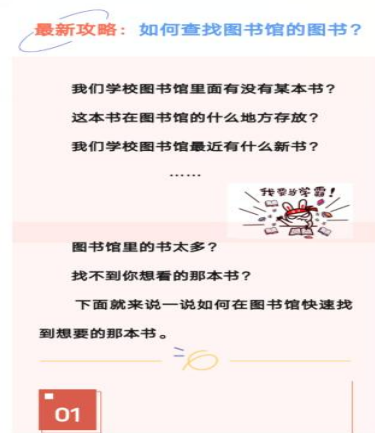 最新攻略：如何查找图书馆的图书？
我们学校图书馆里面有没有某本书？
这本书在图书馆的什么地方存放？
我们学校图书馆最近有什么新书？
……
我要当学霸！
图书馆里的书太多？
找不到你想看的那本书？
下面就来说一说如何在图书馆快速找
到想要的那本书。
01